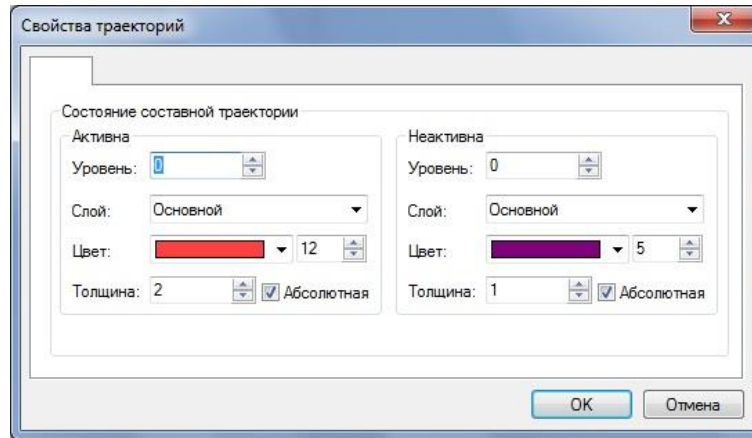 Свойства траекторий
Состояние составной траектории
Активна
Уровень: 0
Слой: Основной
Цвет: 12
Толщина: 2 Абсолютная
Неактивна
Уровень: 0
Слой: Основной
Цвет: 5
Толщина: 1 Абсолютная
OK Отмена